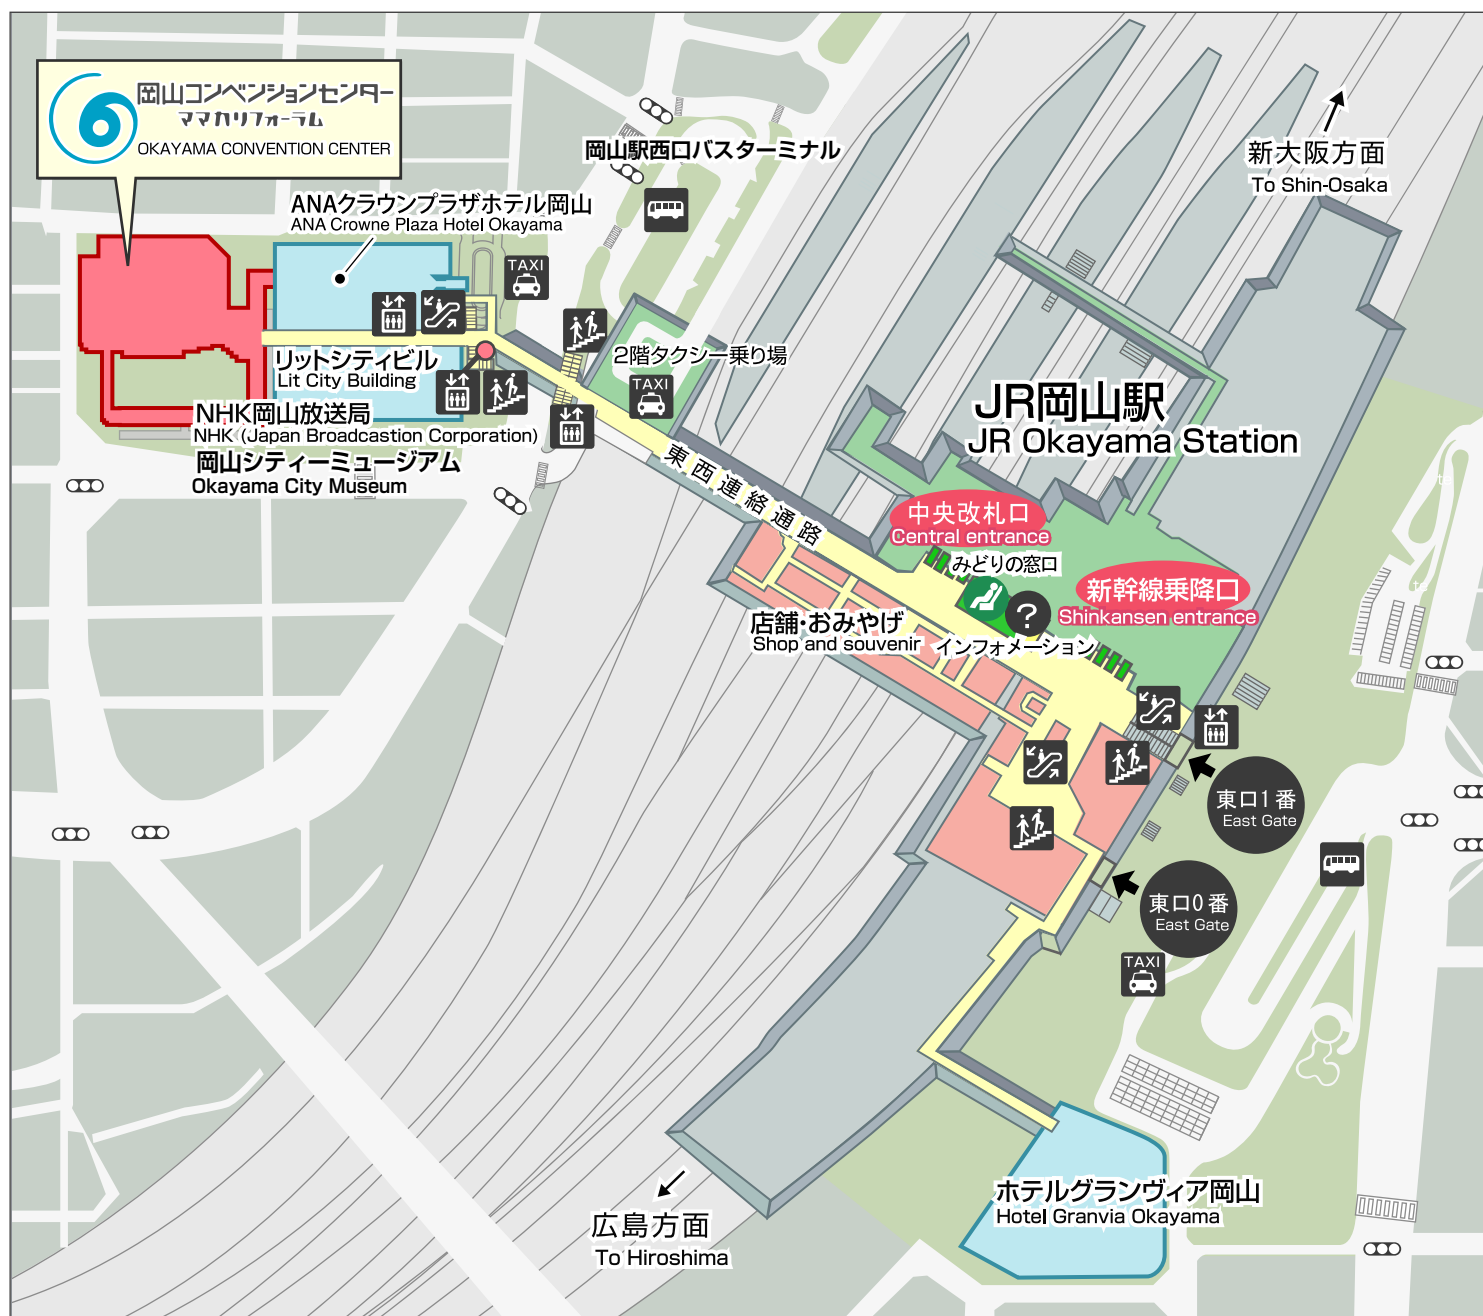 岡山コンベンションセンター
ママカリフォーラム
OKAYAMA CONVENTION CENTER
岡山駅西口バスターミナル
新大阪方面
To Shin-Osaka
ANAクラウンプラザホテル岡山
ANA Crowne Plaza Hotel Okayama
TAXI
リットシティビル
Lit City Building
2階タクシー乗り場
TAXI
NHK岡山放送局
NHK (Japan Broadcastion Corporation)
岡山シティーミュージアム
Okayama City Museum
JR岡山駅
JR Okayama Station
東西連絡通路
中央改札口
Central entrance
みどりの窓口
新幹線乗降口
Shinkansen entrance
店舗・おみやげ
Shop and souvenir
?
インフォメーション
東口1番
East Gate
東口0番
East Gate
TAXI
ホテルグランヴィア岡山
Hotel Granvia Okayama
広島方面
To Hiroshima